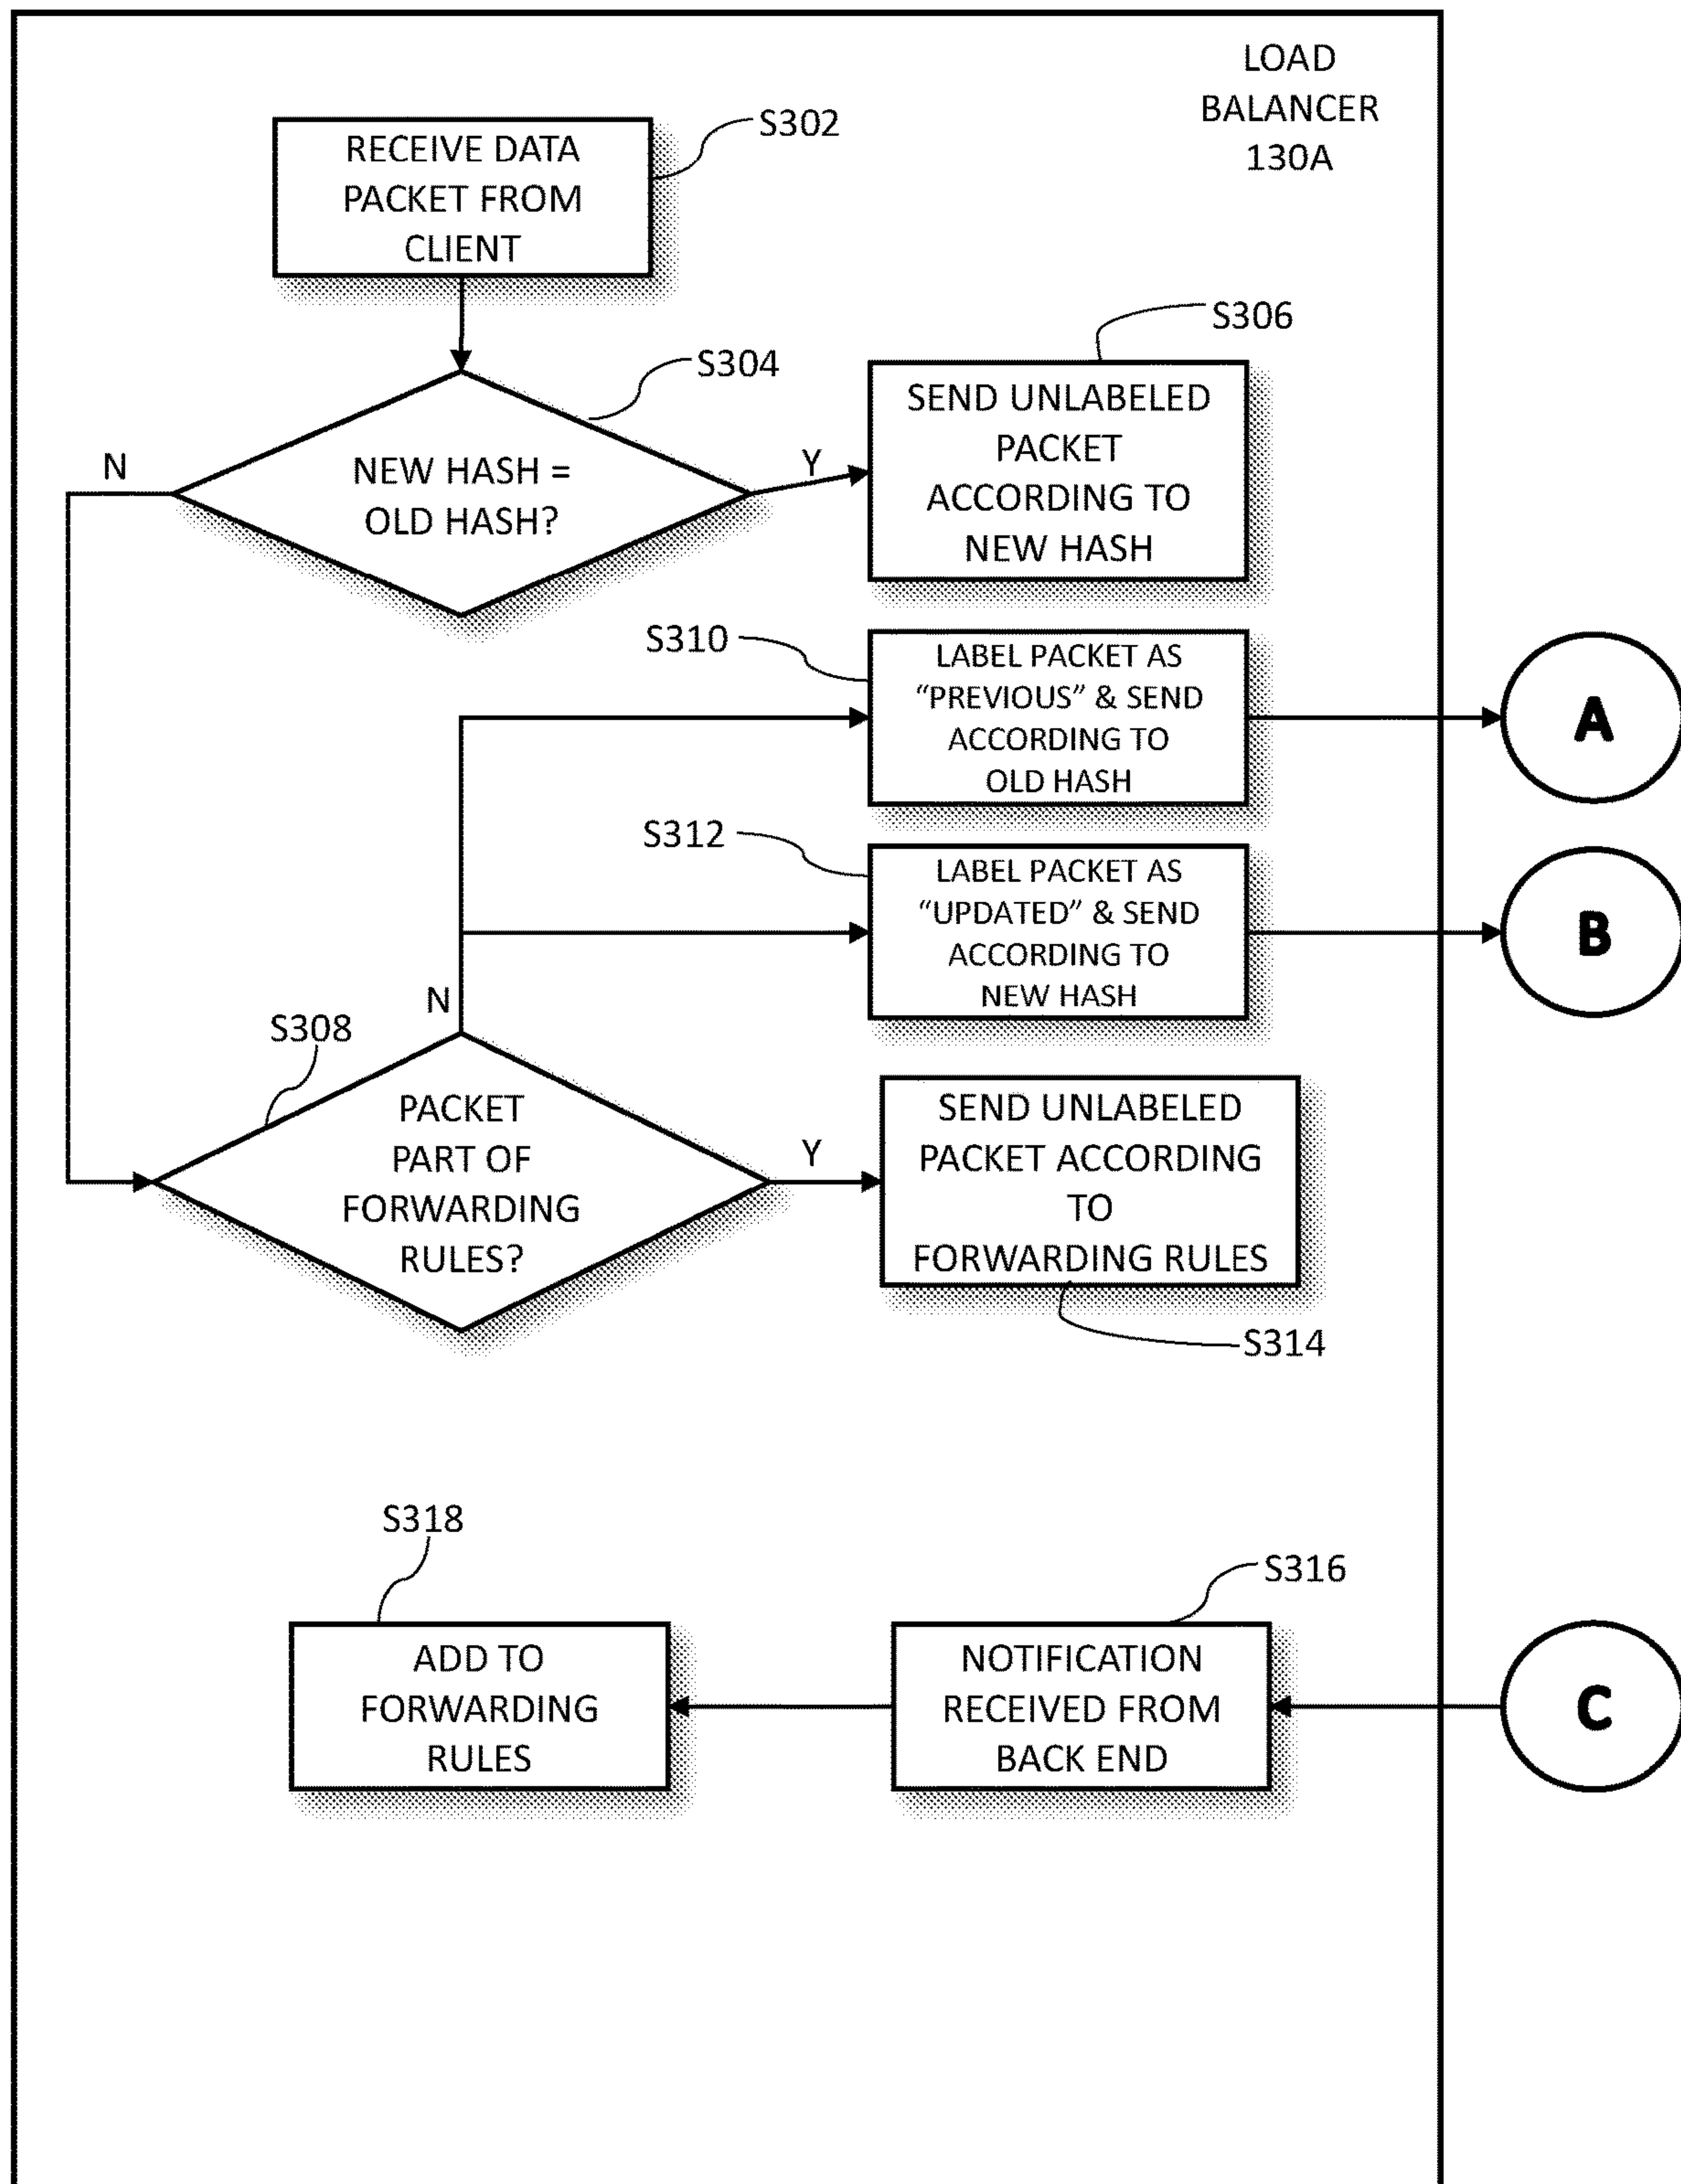 LOAD
BALANCER
130A
S302
RECEIVE DATA
PACKET FROM
CLIENT
S306
S304
SEND UNLABELED
PACKET
ACCORDING TO
NEW HASH
N
NEW HASH =
OLD HASH?
Y
S310
LABEL PACKET AS
“PREVIOUS” & SEND
ACCORDING TO
OLD HASH
A
S312
LABEL PACKET AS
“UPDATED” & SEND
ACCORDING TO
NEW HASH
B
N
S308
PACKET
PART OF
FORWARDING
RULES?
Y
SEND UNLABELED
PACKET ACCORDING
TO
FORWARDING RULES
S314
S318
S316
ADD TO
FORWARDING
RULES
NOTIFICATION
RECEIVED FROM
BACK END
C